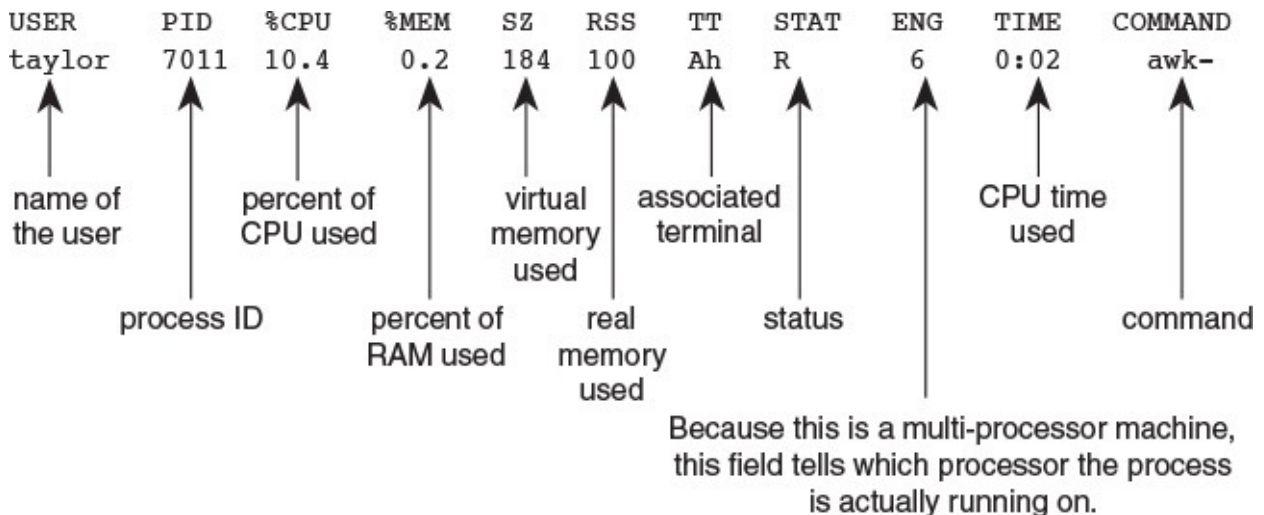 USER PID %CPU %MEM SZ RSS TT STAT ENG TIME COMMAND
taylor 7011 10.4 0.2 184 100 Ah R 6 0:02 awk-
name of
the user
percent of
CPU used
virtual
memory
used
associated
terminal
CPU time
used
process ID
percent of
RAM used
real
memory
used
status
command
Because this is a multi-processor machine,
this field tells which processor the process
is actually running on.